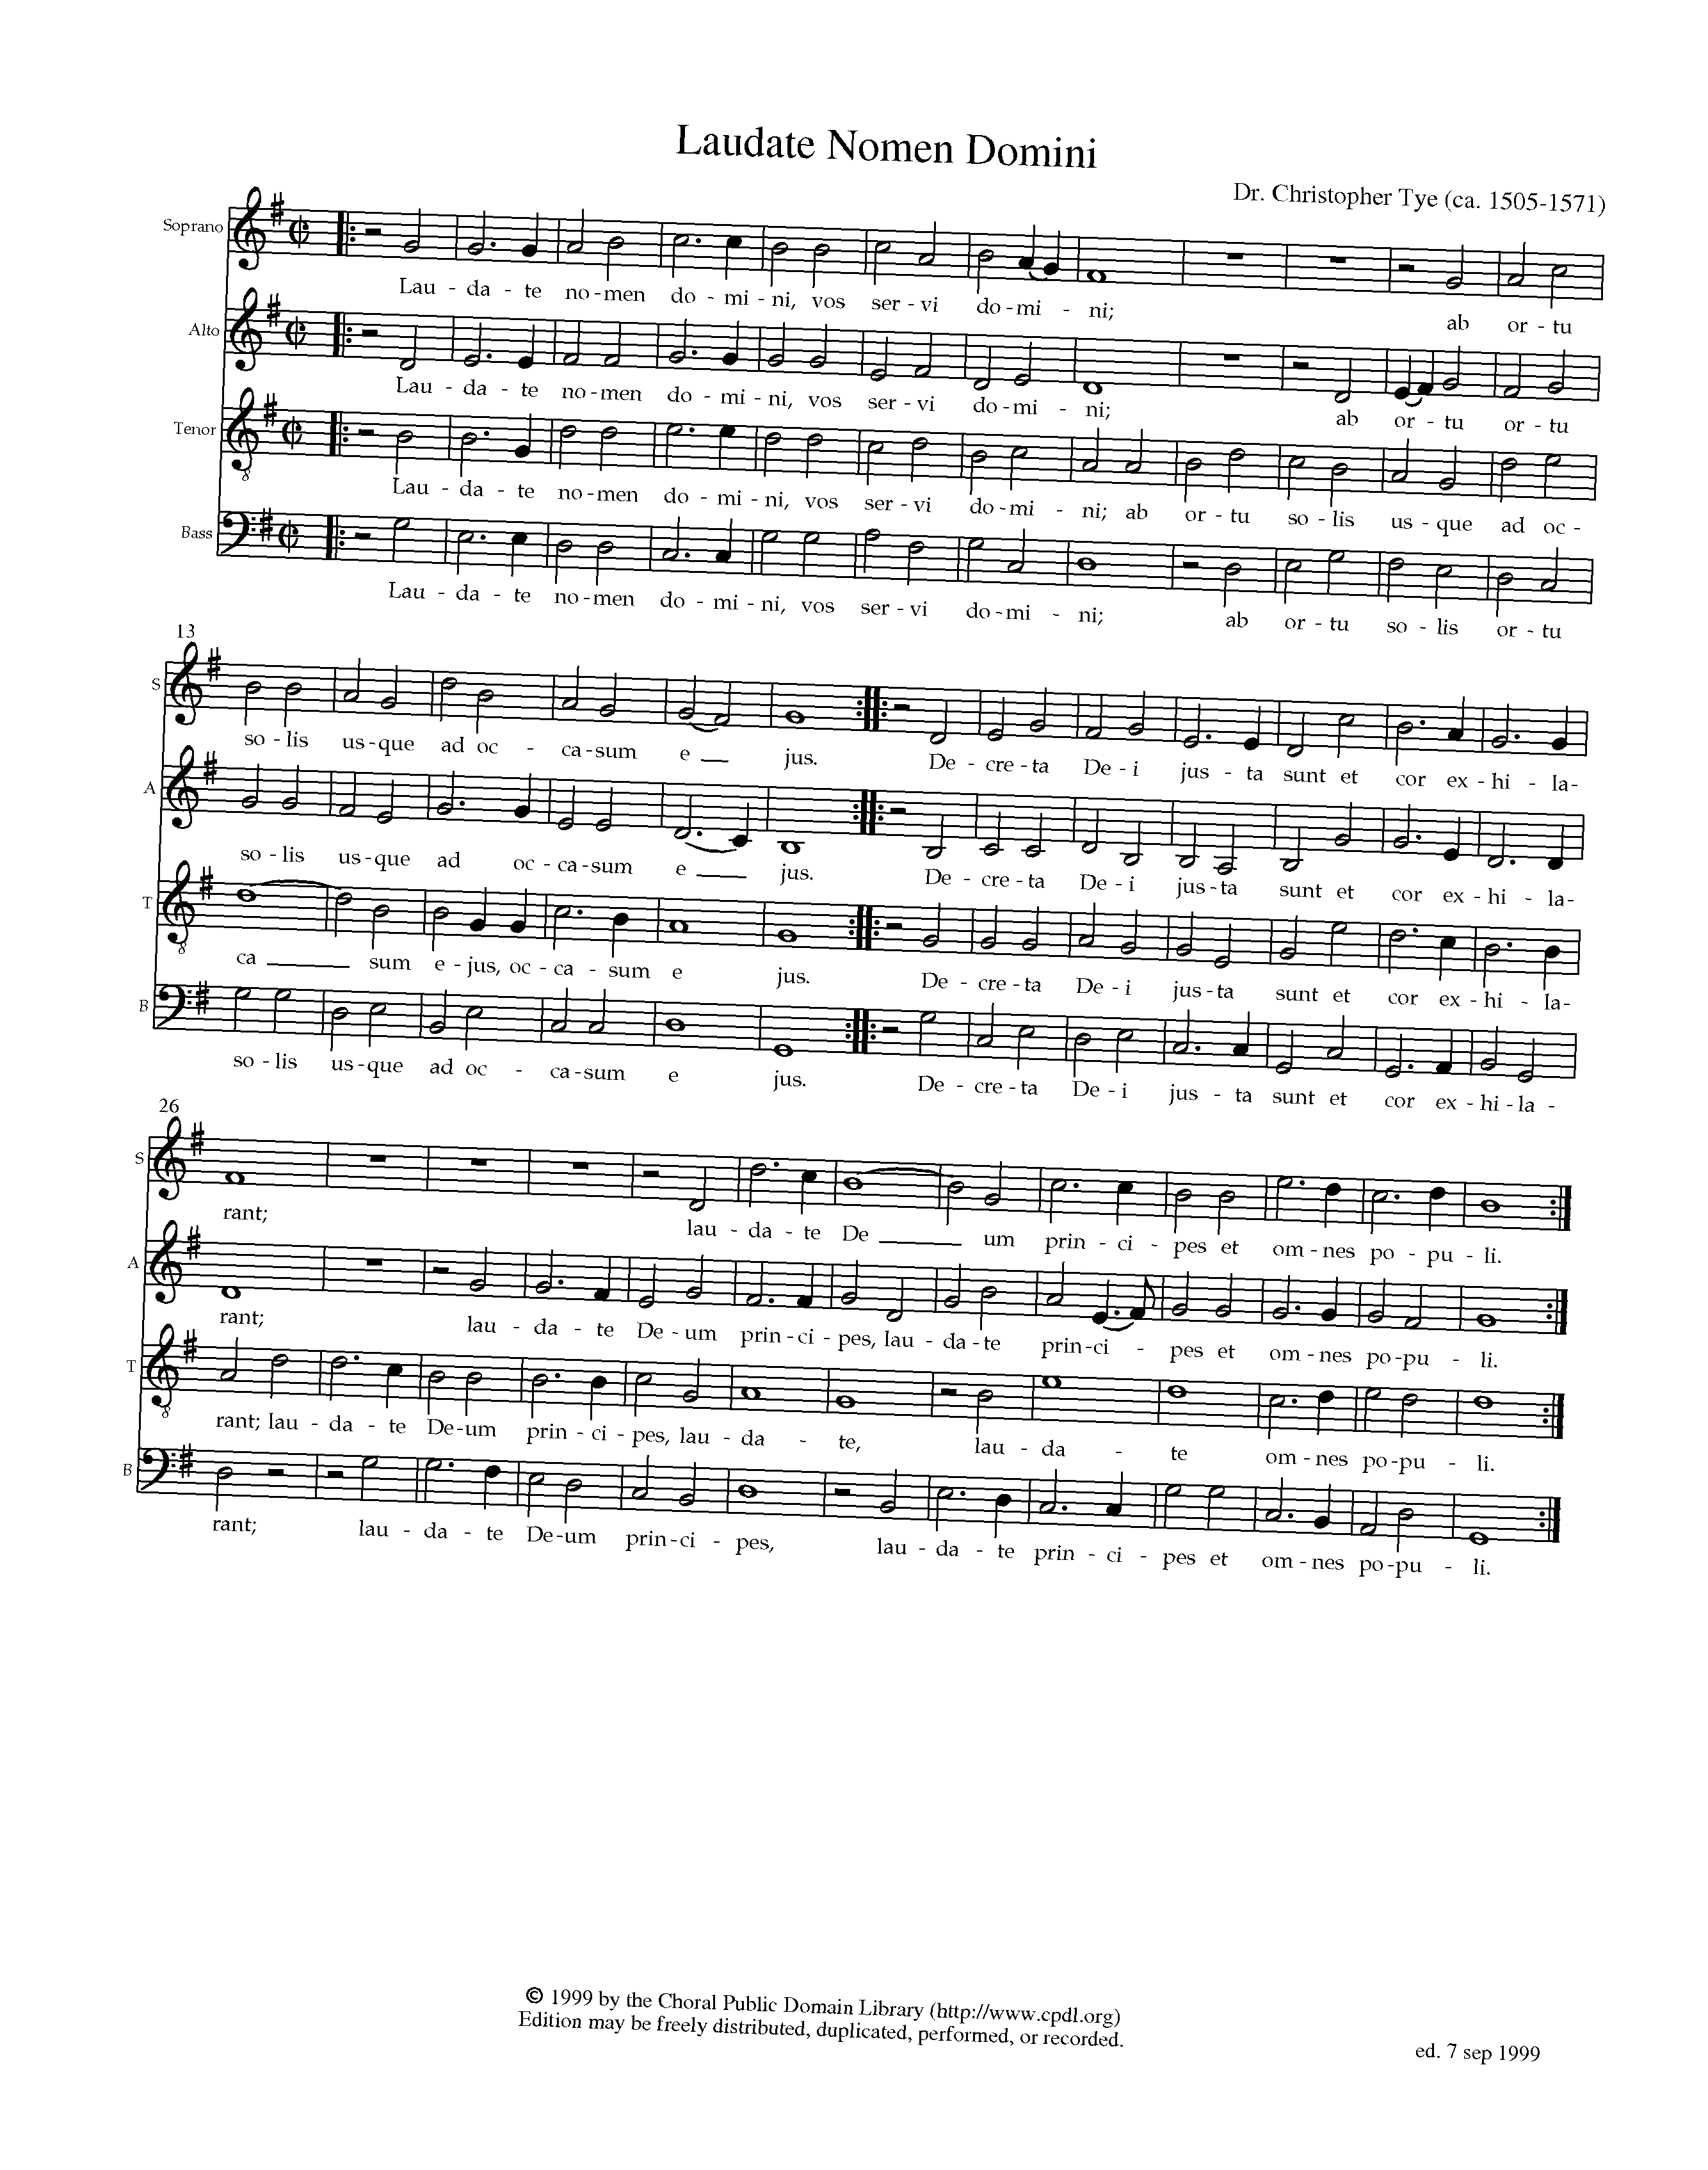 Laudate Nomen Domini
Dr. Christopher Tye (ca. 1505-1571)
Soprano
Lau - da - te no - men do - mi - ni, vos ser - vi do - mi - ni; ab or - tu
Alto
Lau - da - te no - men do - mi - ni, vos ser - vi do - mi - ni; ab or - tu or - tu
Tenor
Lau - da - te no - men do - mi - ni, vos ser - vi do - mi - ni; ab or - tu so - lis us - que ad oc -
Bass
Lau - da - te no - men do - mi - ni, vos ser - vi do - mi - ni; ab or - tu so - lis or - tu
13
S
so - lis us - que ad oc - ca - sum e jus. De - cre - ta De - i jus - ta sunt et cor ex - hi - la-
A
so - lis us - que ad oc - ca - sum e jus. De - cre - ta De - i jus - ta sunt et cor ex - hi - la-
T
ca sum e - jus, oc - ca - sum e jus. De - cre - ta De - i jus - ta sunt et cor ex - hi - la-
B
so - lis us - que ad oc - ca - sum e jus. De - cre - ta De - i jus - ta sunt et cor ex - hi - la -
26
S
rant; lau - da - te De um prin - ci - pes et om - nes po - pu - li.
A
rant; lau - da - te De - um prin - ci - pes, lau - da - te prin - ci - pes et om - nes po - pu - li.
T
rant; lau - da - te De - um prin - ci - pes, lau - da - te, lau - da - te om - nes po - pu - li.
B
rant; lau - da - te De - um prin - ci - pes, lau - da - te prin - ci - pes et om - nes po - pu - li.
© 1999 by the Choral Public Domain Library (http://www.cpdl.org)
Edition may be freely distributed, duplicated, performed, or recorded.
ed. 7 sep 1999